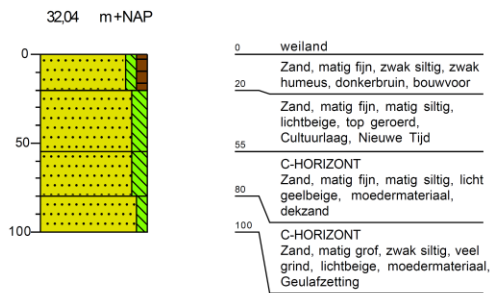 32,04 m+NAP
0
50
100
0 weiland
Zand, matig fijn, zwak siltig, zwak
humeus, donkerbruin, bouwvoor
20
Zand, matig fijn, matig siltig,
lichtbeige, top geroerd,
Cultuurlaag, Nieuwe Tijd
55
C-HORIZONT
Zand, matig fijn, matig siltig, licht
geelbeige, moedermateriaal,
dekzand
80
C-HORIZONT
Zand, matig grof, zwak siltig, veel
grind, lichtbeige, moedermateriaal,
Geulafzetting
100